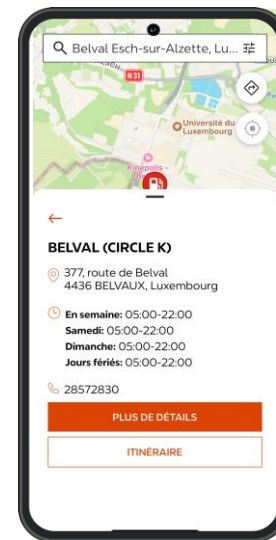 Belval Esch-sur-Alzette, Lu...
N31
Université du
Luxembourg
Kinepolis -
BELVAL (CIRCLE K)
377, route de Belval
4436 BELVAUX, Luxembourg
En semaine: 05:00-22:00
Samedi: 05:00-22:00
Dimanche: 05:00-22:00
Jours fériés: 05:00-22:00
28572830
PLUS DE DÉTAILS
ITINÉRAIRE